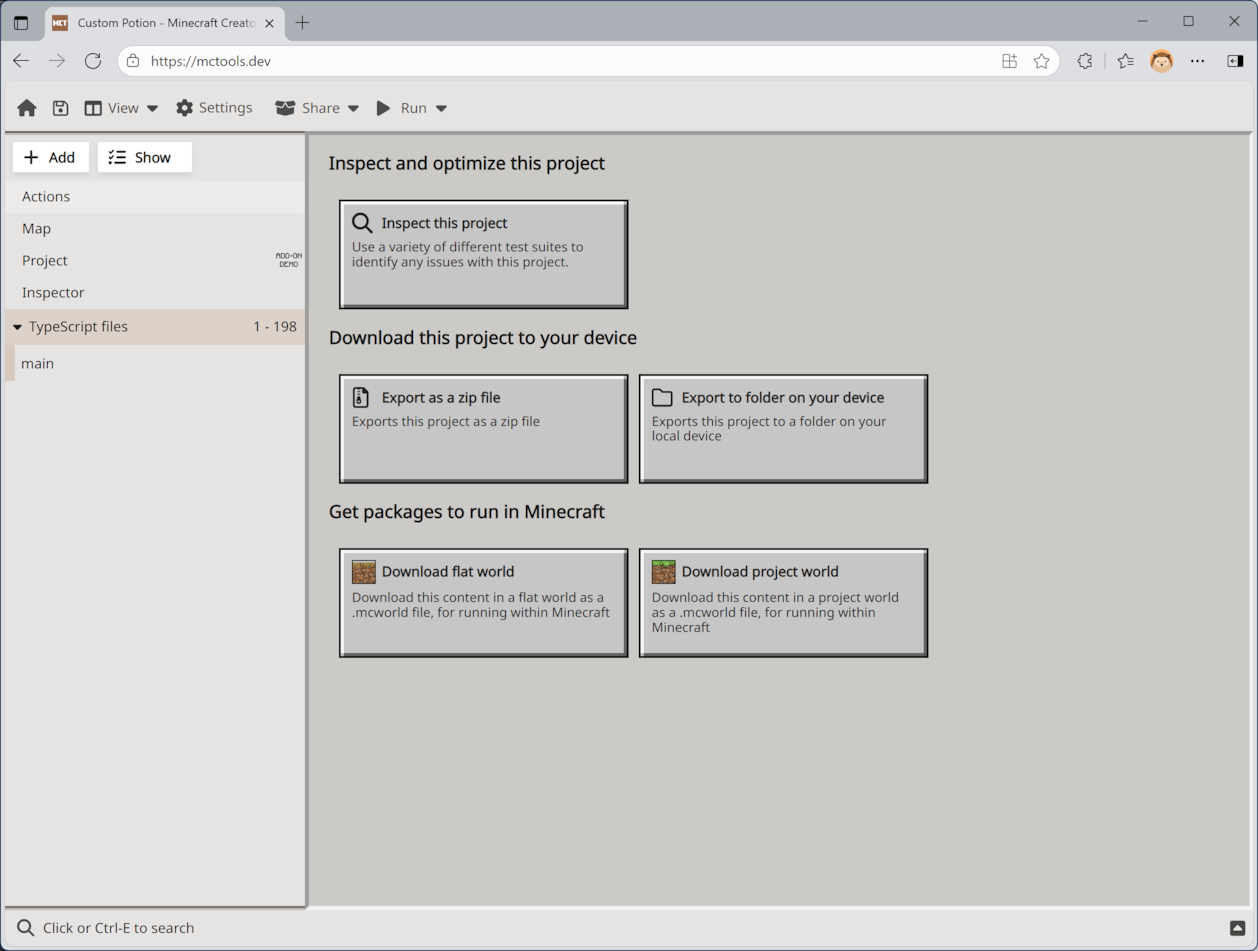 MCT Custom Potion - Minecraft Creato
https://mctools.dev
View Settings Share Run
Add Show
Actions
Map
Project
ADD-ON
DEMO
Inspector
TypeScript files 1 - 198
main
Inspect and optimize this project
Inspect this project
Use a variety of different test suites to
identify any issues with this project.
Download this project to your device
Export as a zip file
Exports this project as a zip file
Export to folder on your device
Exports this project to a folder on your
local device
Get packages to run in Minecraft
Download flat world
Download this content in a flat world as a
.mcworld file, for running within Minecraft
Download project world
Download this content in a project world
as a .mcworld file, for running within
Minecraft
Click or Ctrl-E to search